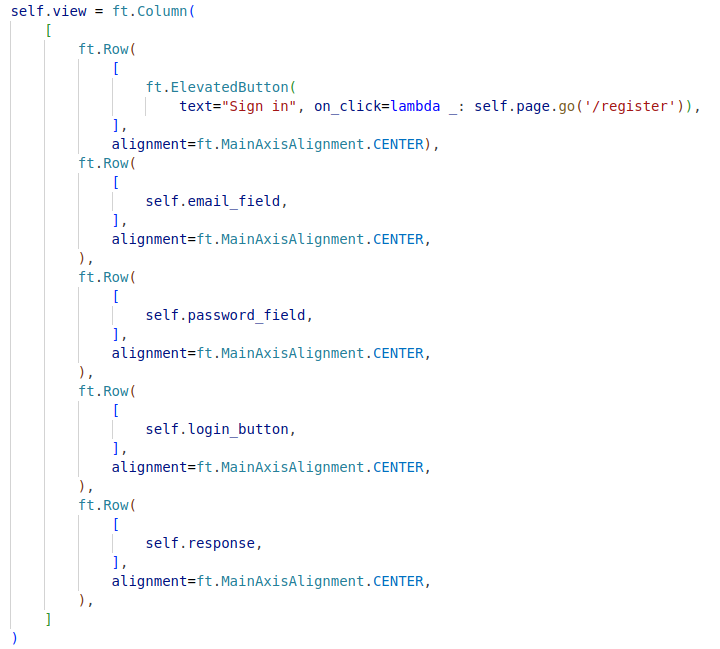 self.view = ft.Column(
    [
        ft.Row(
            [
                ft.ElevatedButton(
                    text="Sign in", on_click=lambda _: self.page.go('/register')),
            ],
            alignment=ft.MainAxisAlignment.CENTER),
        ft.Row(
            [
                self.email_field,
            ],
            alignment=ft.MainAxisAlignment.CENTER,
        ),
        ft.Row(
            [
                self.password_field,
            ],
            alignment=ft.MainAxisAlignment.CENTER,
        ),
        ft.Row(
            [
                self.login_button,
            ],
            alignment=ft.MainAxisAlignment.CENTER,
        ),
        ft.Row(
            [
                self.response,
            ],
            alignment=ft.MainAxisAlignment.CENTER,
        ),
    ]
)